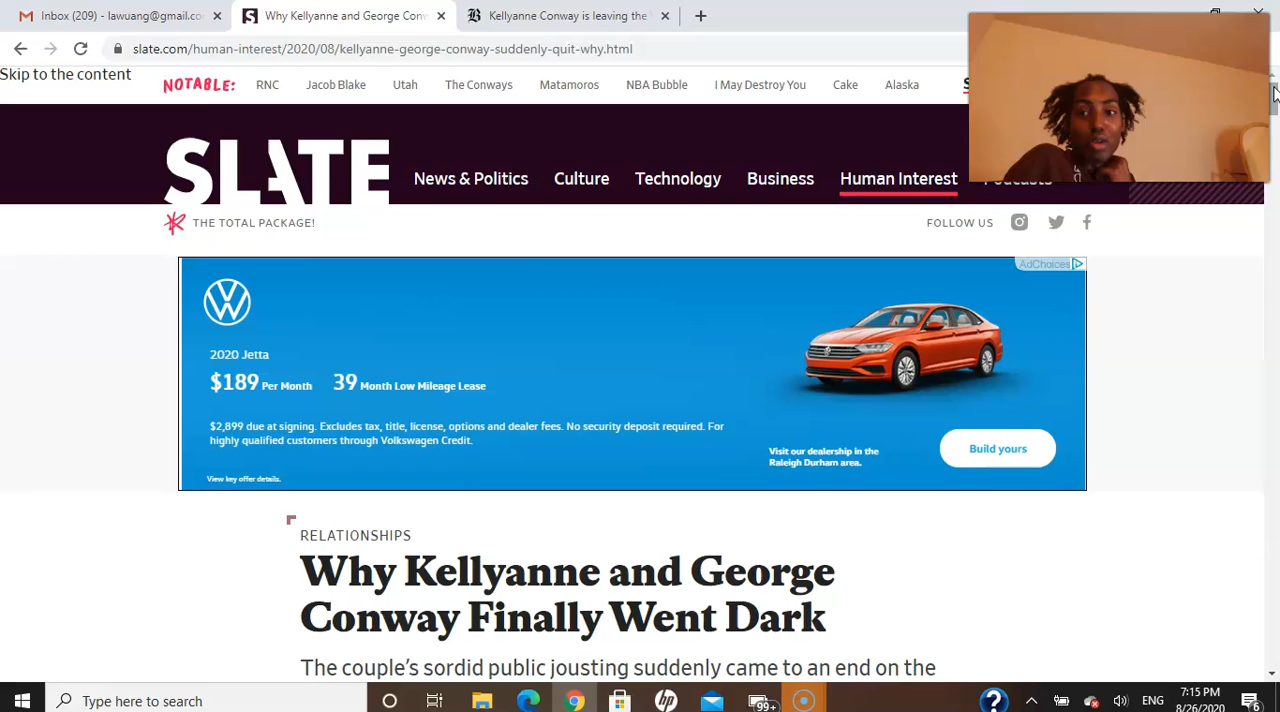 Inbox (209) - lawuang@gmail.co
Why Kellyanne and George Con
Kellyanne Conway is leaving the
slate.com/human-interest/2020/08/kellyanne-george-conway-suddenly-quit-why.html
Skip to the content
NOTABLE: RNC Jacob Blake Utah The Conways Matamoros NBA Bubble I May Destroy You Cake Alaska
SLATE
News & Politics Culture Technology Business Human Interest Podcasts
THE TOTAL PACKAGE!
FOLLOW US
AdChoices
2020 Jetta
$189 Per Month 39 Month Low Mileage Lease
$2,899 due at signing. Excludes tax, title, license, options and dealer fees. No security deposit required. For
highly qualified customers through Volkswagen Credit.
Visit our dealership in the
Raleigh Durham area.
Build yours
View key offer details.
RELATIONSHIPS
Why Kellyanne and George
Conway Finally Went Dark
The couple's sordid public jousting suddenly came to an end on the
Type here to search
99+
ENG
7:15 PM
8/26/2020
6